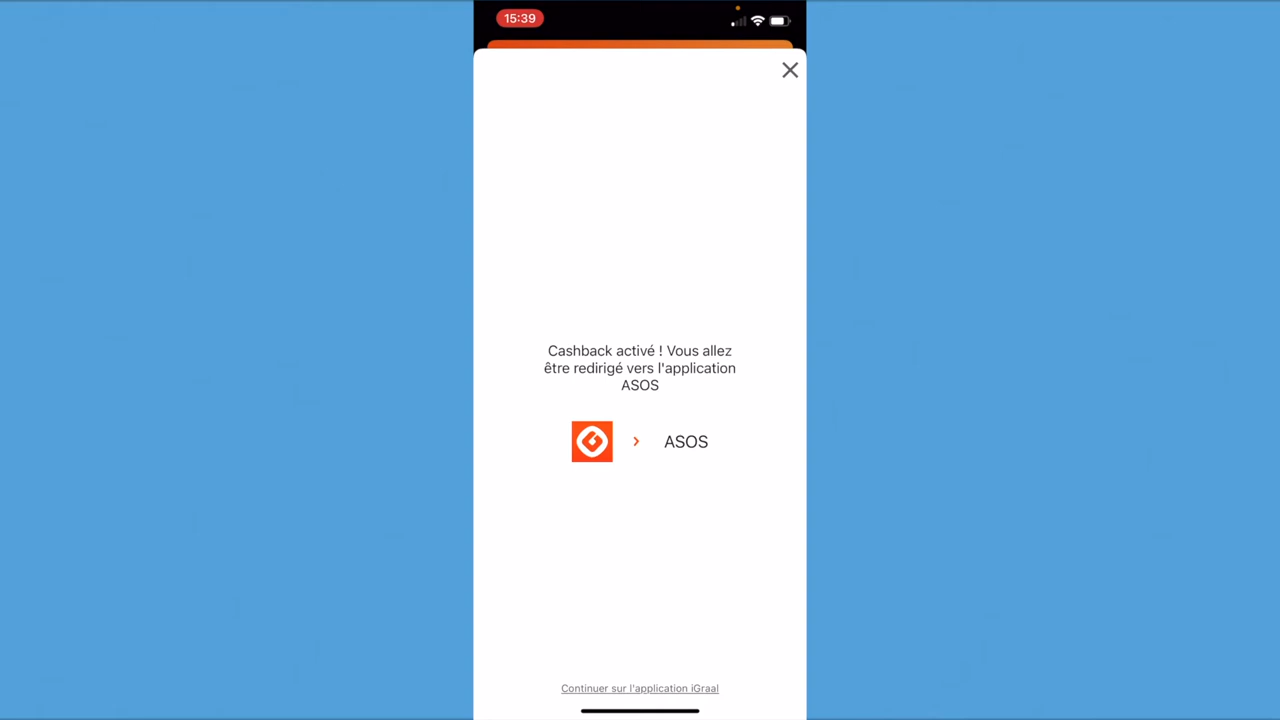 15:39
Cashback activé ! Vous allez
être redirigé vers l'application
ASOS
ASOS
Continuer sur l'application iGraal